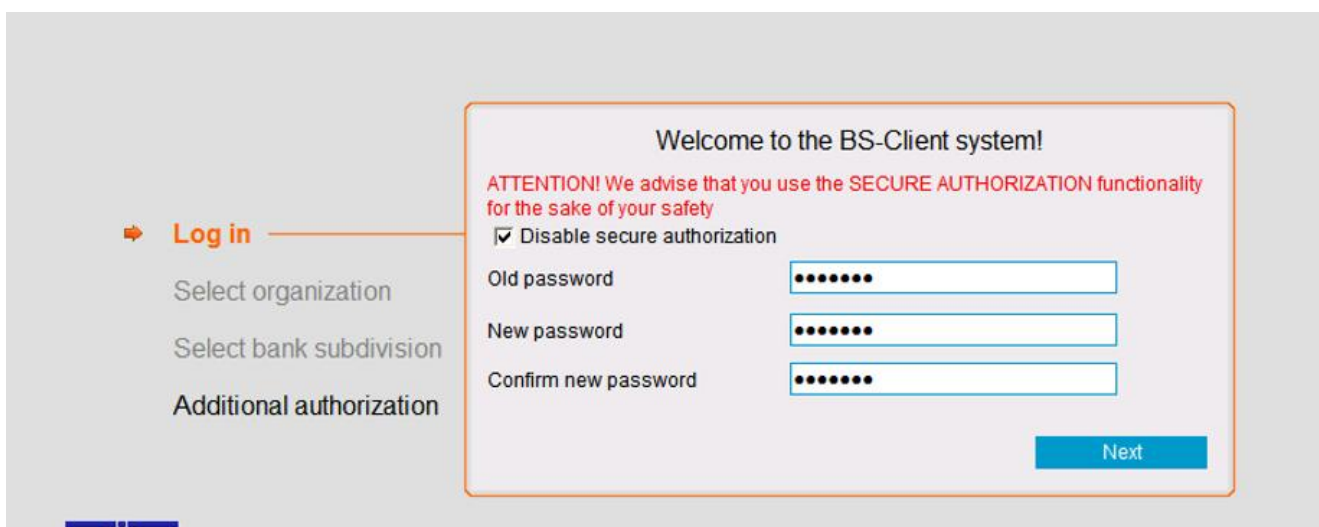 Welcome to the BS-Client system!
ATTENTION! We advise that you use the SECURE AUTHORIZATION functionality
for the sake of your safety
Disable secure authorization
Log in
Select organization
Select bank subdivision
Additional authorization
Old password
New password
Confirm new password
Next